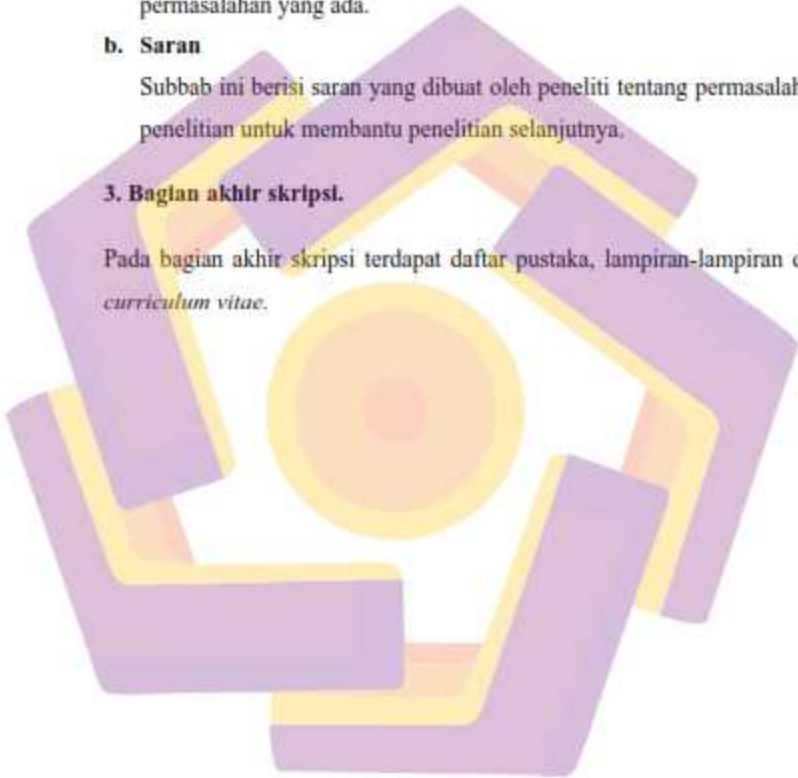 permasalahan yang ada.
b. Saran
Subbab ini berisi saran yang dibuat oleh peneliti tentang
penelitian untuk membantu penelitian selanjutnya.
3. Bagian akhir skripsi.
Pada bagian akhir skripsi terdapat daftar pustaka, lampiran-lampiran
curriculum vitae.